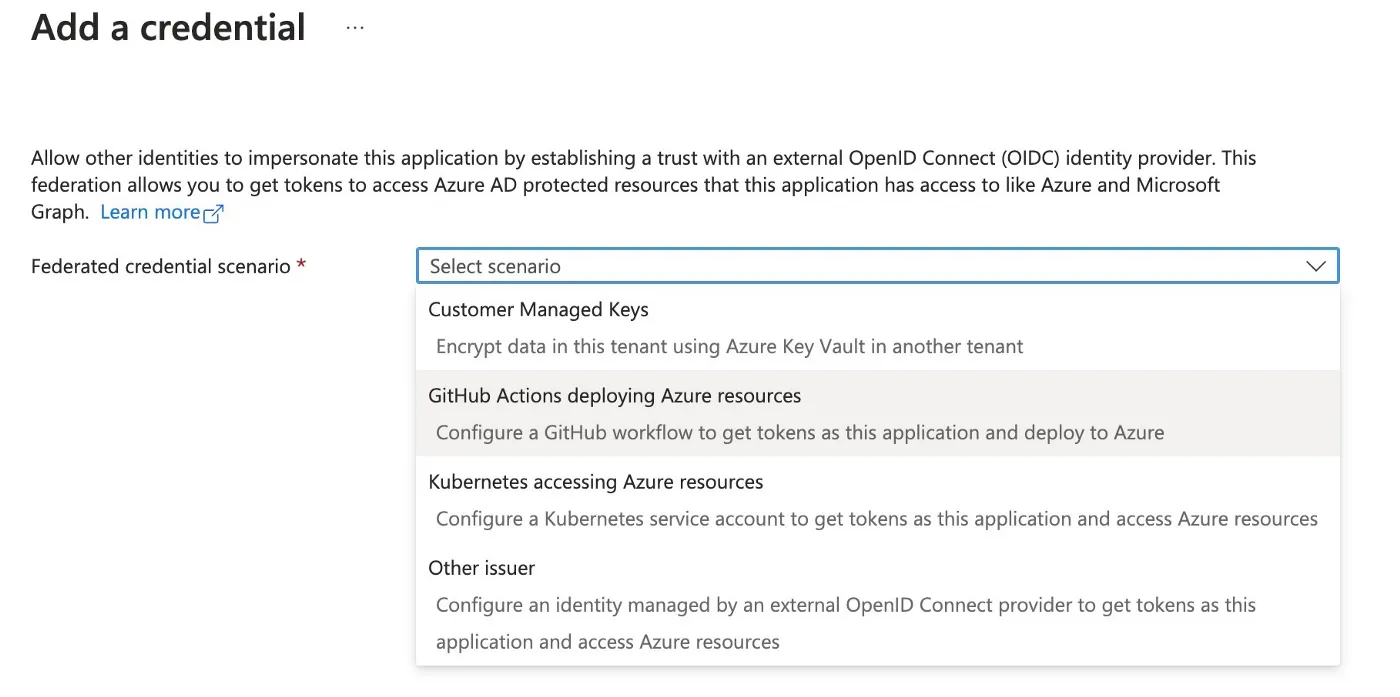 Add a credential ...
Allow other identities to impersonate this application by establishing a trust with an external OpenID Connect (OIDC) identity provider. This
federation allows you to get tokens to access Azure AD protected resources that this application has access to like Azure and Microsoft
Graph. Learn more
Federated credential scenario *
Select scenario
Customer Managed Keys
Encrypt data in this tenant using Azure Key Vault in another tenant
GitHub Actions deploying Azure resources
Configure a GitHub workflow to get tokens as this application and deploy to Azure
Kubernetes accessing Azure resources
Configure a Kubernetes service account to get tokens as this application and access Azure resources
Other issuer
Configure an identity managed by an external OpenID Connect provider to get tokens as this
application and access Azure resources